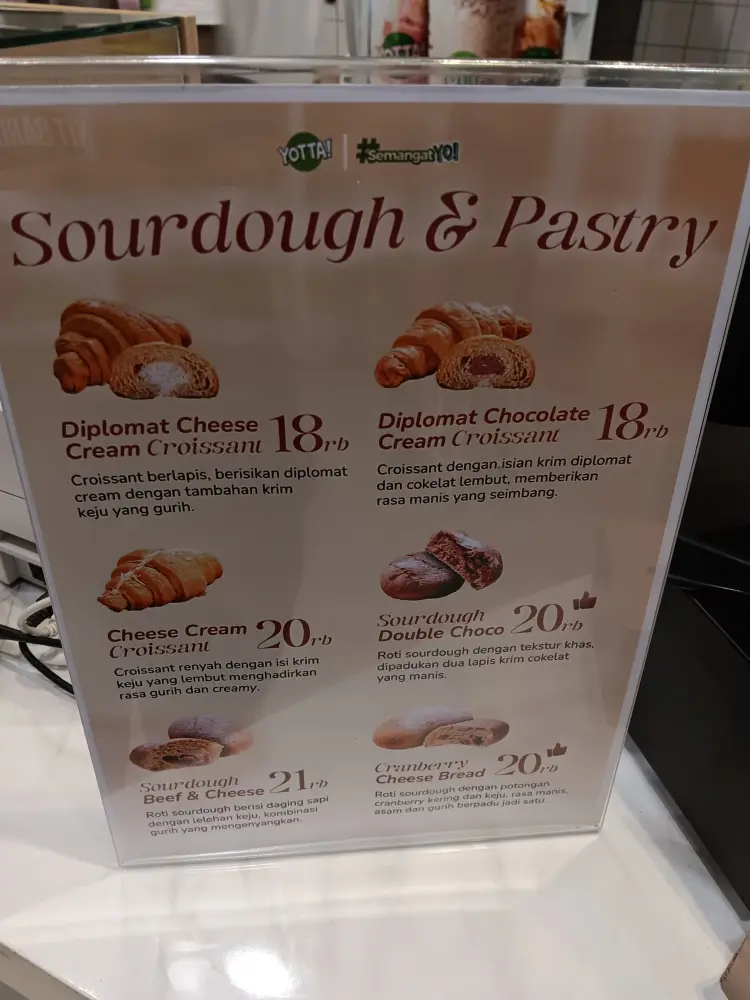 YOTTA!
YOTTA! | #SemangatYO!
Sourdough & Pastry
Diplomat Cheese
Cream Croissant 18rb
Croissant berlapis, berisikan diplomat
cream dengan tambahan krim
keju yang gurih.
Diplomat Chocolate
Cream Croissant 18rb
Croissant dengan isian krim diplomat
dan cokelat lembut, memberikan
rasa manis yang seimbang.
Cheese Cream
Croissant 20rb
Croissant renyah dengan isi krim
keju yang lembut menghadirkan
rasa gurih dan creamy.
Sourdough
Double Choco 20rb
Roti sourdough dengan tekstur khas,
dipadukan dua lapis krim cokelat
yang manis.
Sourdough
Beef & Cheese 21rb
Roti sourdough berisi daging sapi
dengan lelehan keju, kombinasi
gurih yang mengenyangkan.
Cranberry
Cheese Bread 20rb
Roti sourdough dengan potongan
cranberry kering dan keju, rasa manis,
asam dan gurih berpadu jadi satu.